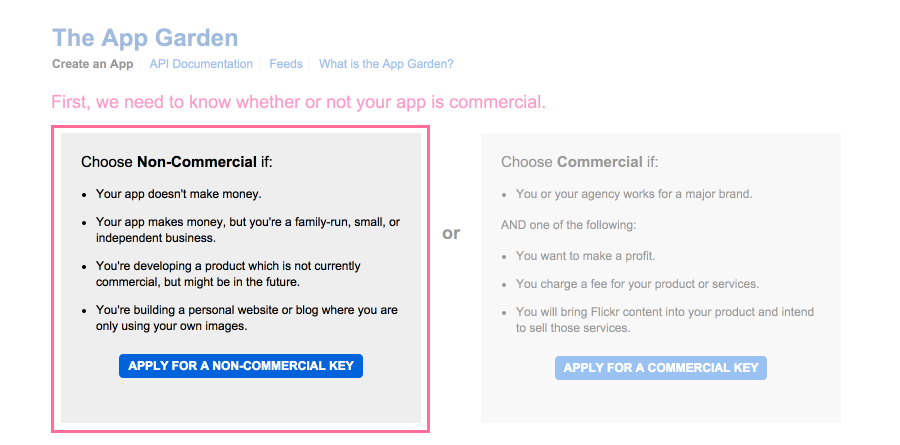 The App Garden
Create an App
API Documentation
Feeds
What is the App Garden?
First, we need to know whether or not your app is commercial.
Choose Non-Commercial if:
• Your app doesn't make money.
• Your app makes money, but you're a family-run, small, or
independent business.
• You're developing a product which is not currently
commercial, but might be in the future.
• You're building a personal website or blog where you are
only using your own images.
APPLY FOR A NON-COMMERCIAL KEY
or
Choose Commercial if:
• You or your agency works for a major brand.
AND one of the following:
• You want to make a profit.
• You charge a fee for your product or services.
• You will bring Flickr content into your product and intend
to sell those services.
APPLY FOR A COMMERCIAL KEY